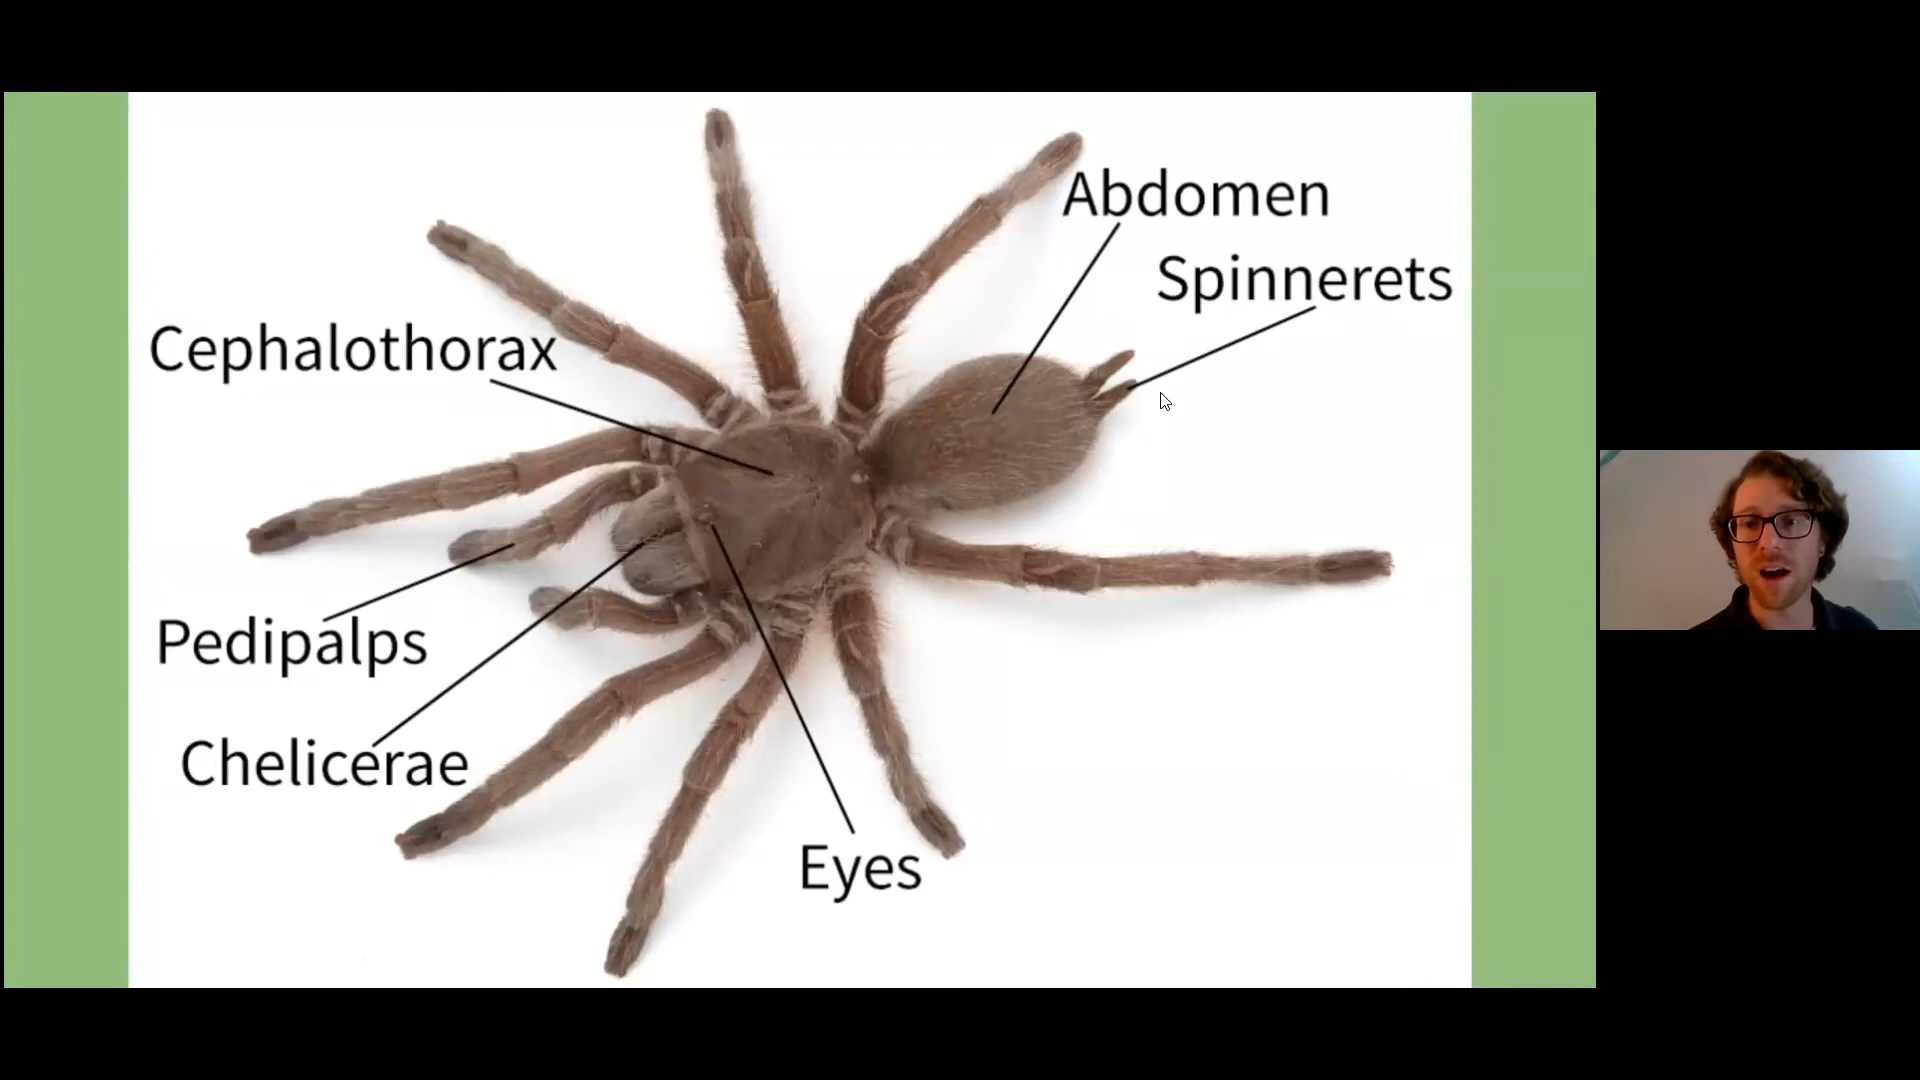 Abdomen
Spinnerets
Cephalothorax
Pedipalps
Chelicerae
Eyes